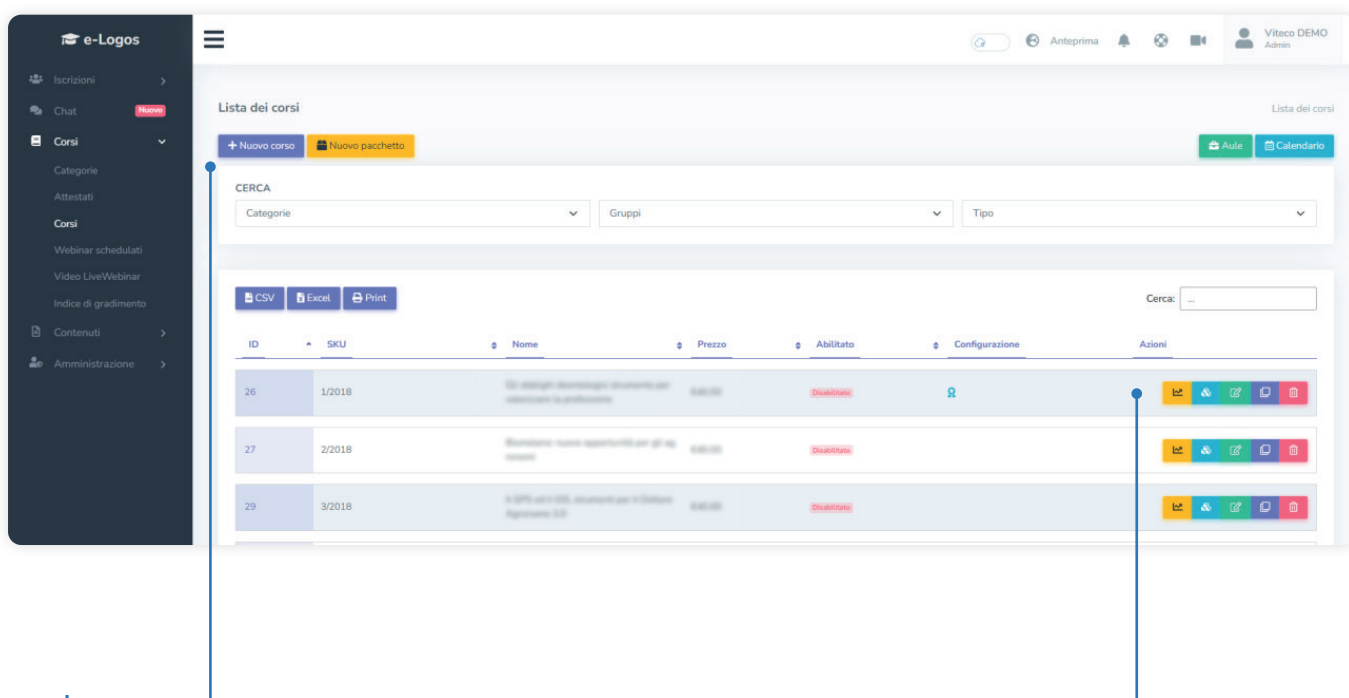 e-Logos
Anteprima
Viteco DEMO
Admin
Iscrizioni
Chat Nuovo
Corsi
Categorie
Attestati
Corsi
Webinar schedulati
Video LiveWebinar
Indice di gradimento
Contenuti
Amministrazione
Lista dei corsi Lista dei corsi
+ Nuovo corso Nuovo pacchetto Aule Calendario
CERCA
Categorie Gruppi Tipo
CSV Excel Print Cerca: ...
ID SKU Nome Prezzo Abilitato Configurazione Azioni
26 1/2018 Disabilitato
27 2/2018 Disabilitato
29 3/2018 Disabilitato